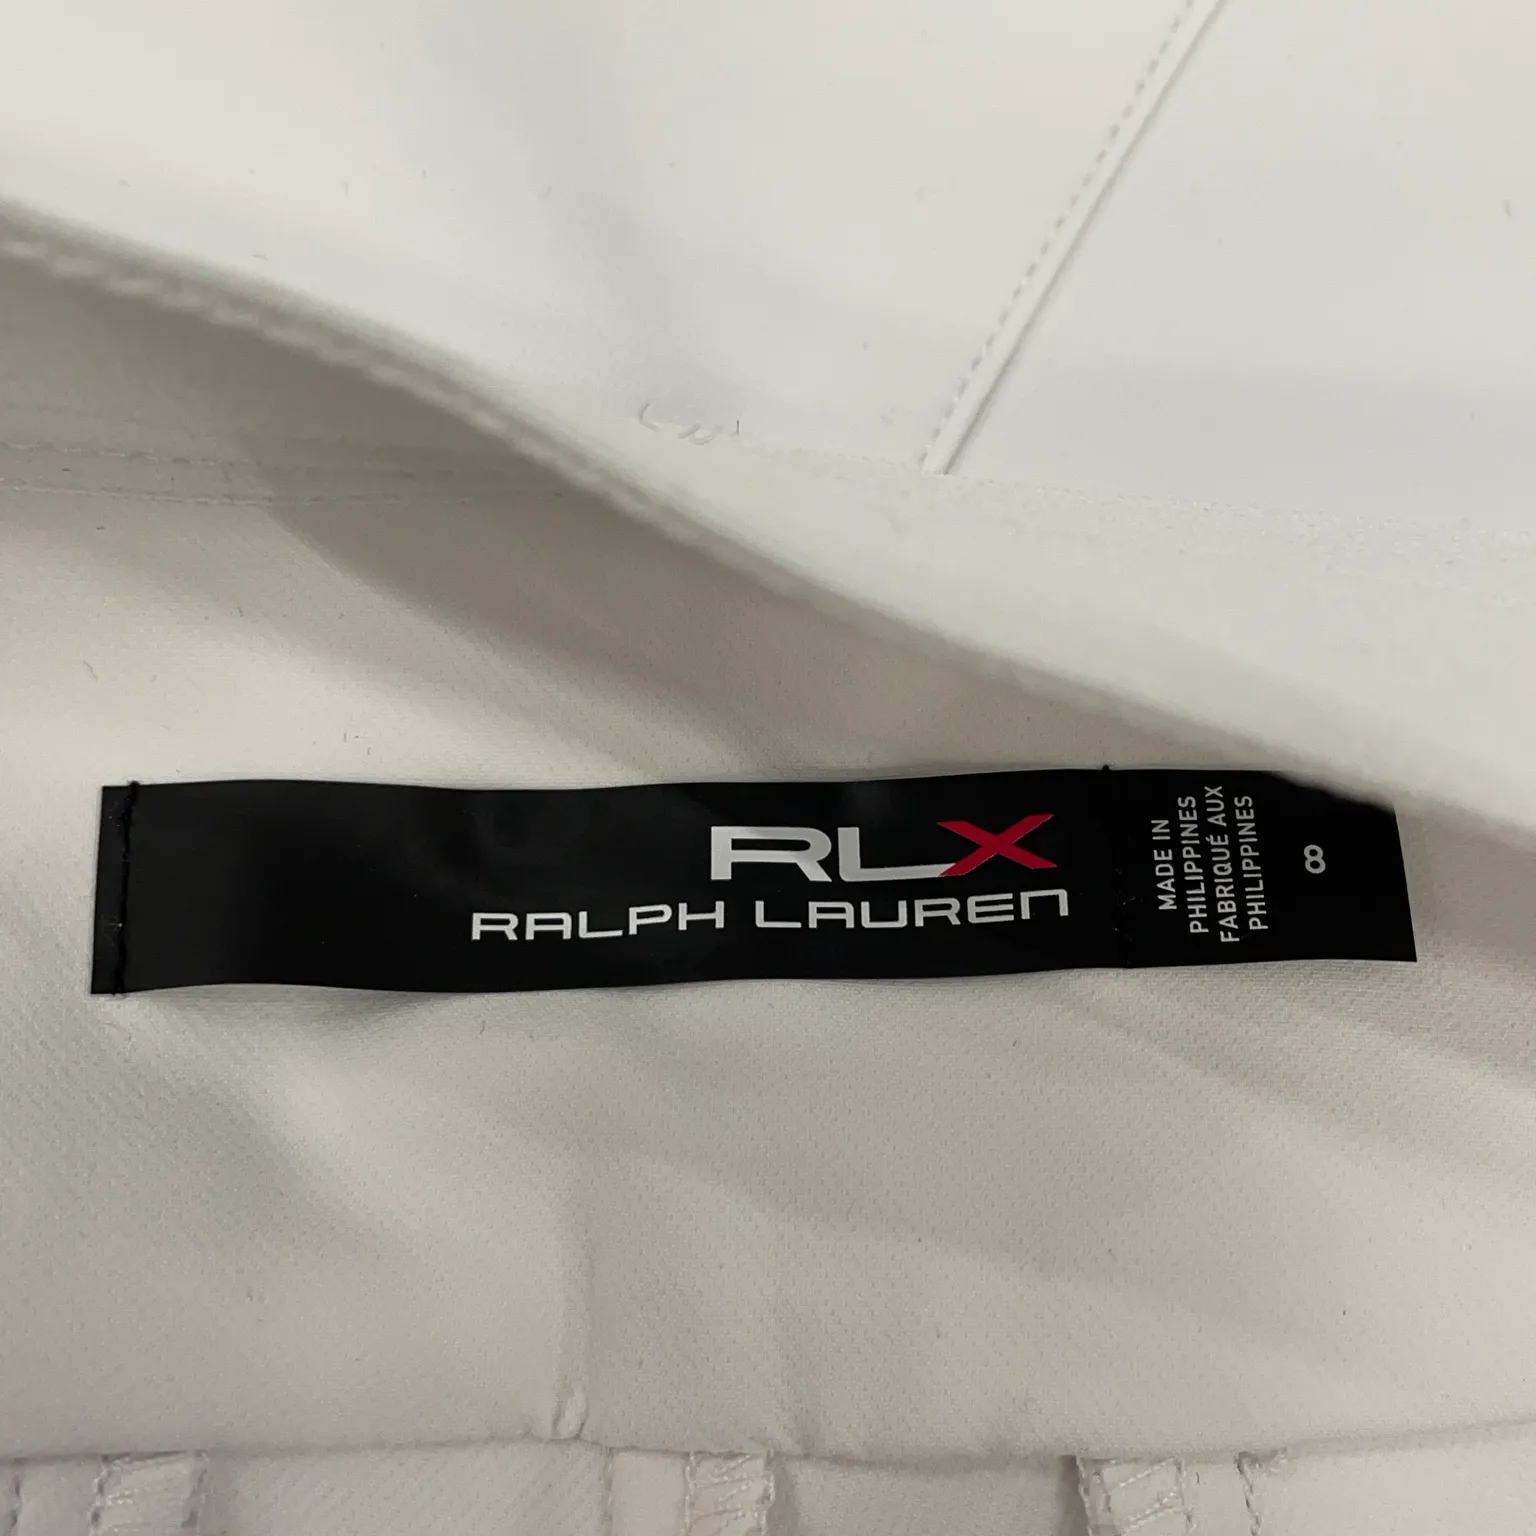 RLX
RALPH LAUREN
MADE IN
PHILIPPINES
FABRIQUÉ AUX
PHILIPPINES
8